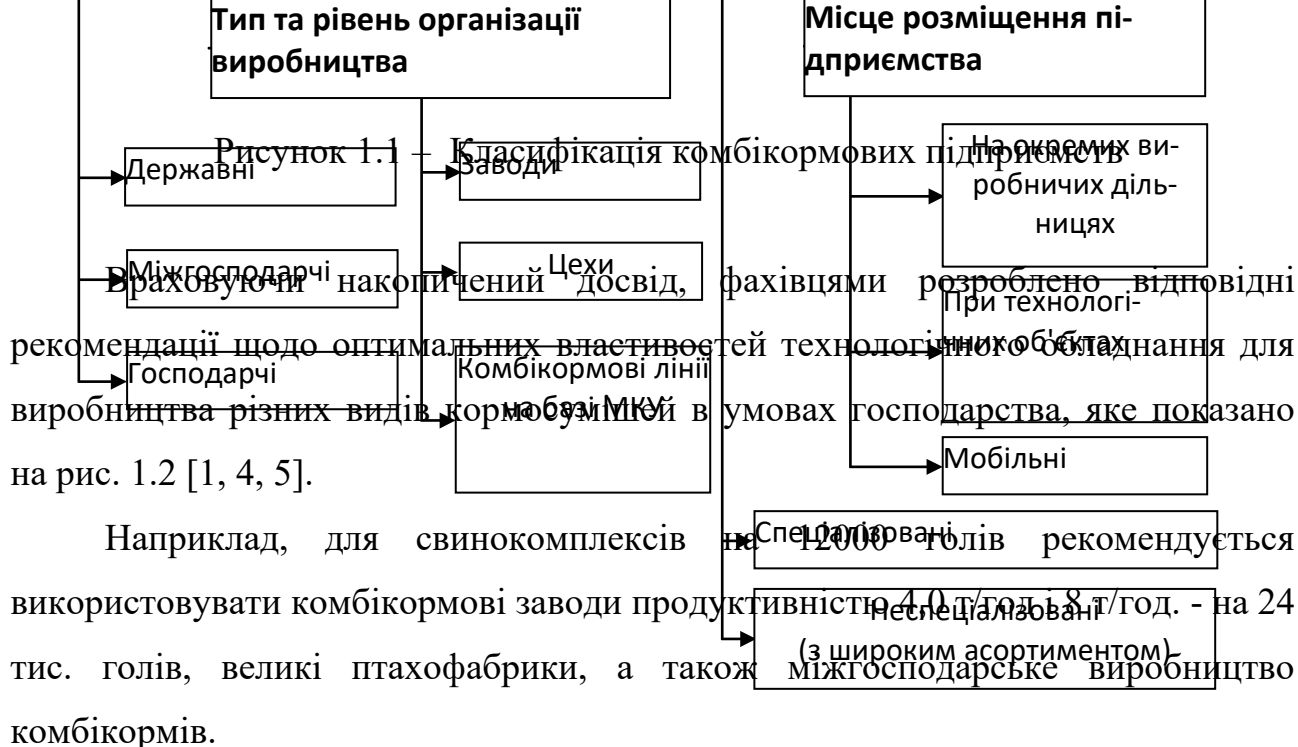 Тип та рівень організації
виробництва
Місце розміщення пі-
дприємства
Рисунок 1.1 – Класифікація комбікормових підприємств
Державні
Міжгосподарчі
Господарчі
Заводи
Цехи
Комбікормові лінії
на базі МКУ
На окремих ви-
робничих діль-
ницях
При технологі-
чних об'єктах
Мобільні
Спеціалізовані
Неспеціалізовані
(з широким асортиментом)
Враховуючи накопичений досвід, фахівцями розроблено відповідні
рекомендації щодо оптимальних властивостей технологічного обладнання для
виробництва різних видів кормосумішей в умовах господарства, яке показано
на рис. 1.2 [1, 4, 5].
Наприклад, для свинокомплексів на 12000 голів рекомендується
використовувати комбікормові заводи продуктивністю 4,0 т/год і 8 т/год. - на 24
тис. голів, великі птахофабрики, а також міжгосподарське виробництво
комбікормів.